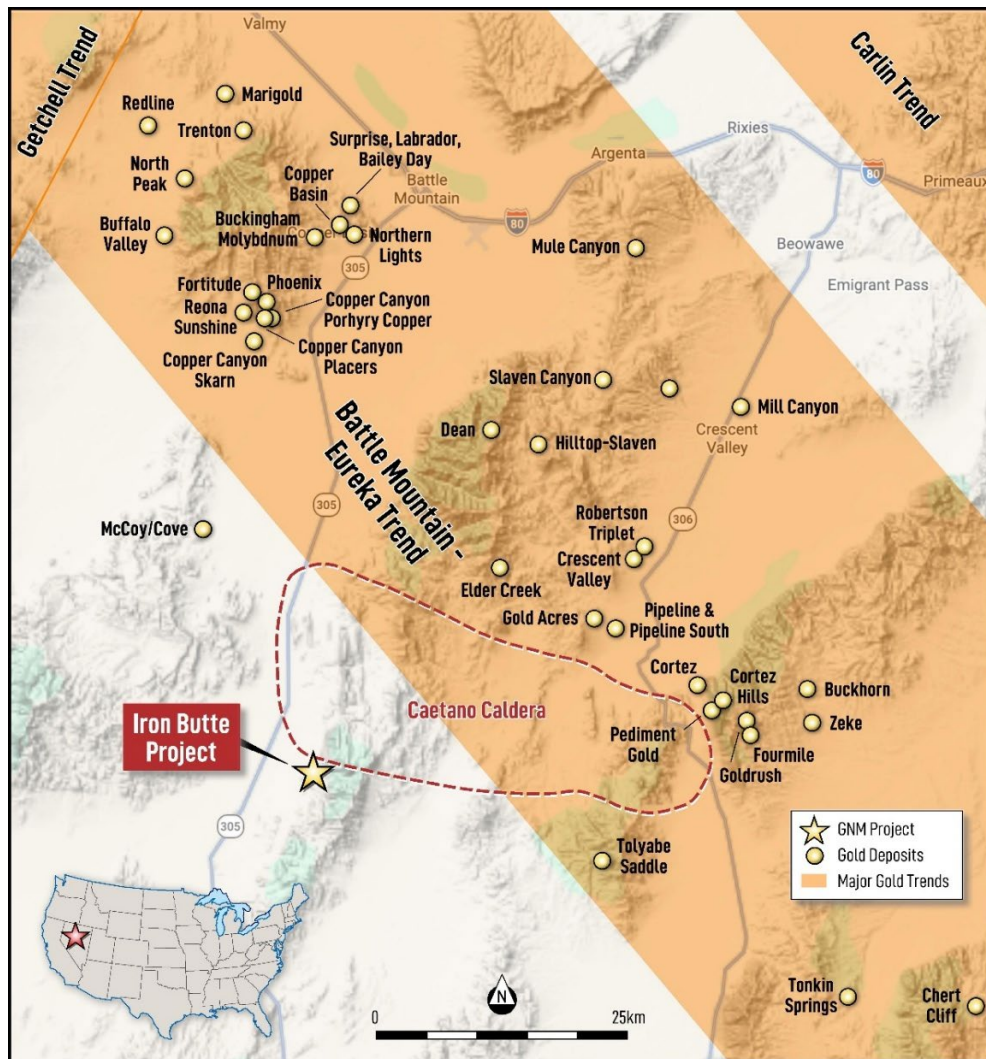 Getchell Trend
Valmy
Carlin Trend
Marigold
Redline
Trenton
Surprise, Labrador,
Bailey Day
Rixies
Argenta
80
Primeaux
North
Peak
Copper
Basin
Battle
Mountain
80
Buffalo
Valley
Buckingham
Molybdnum
Northern
Lights
Mule Canyon
Beowawe
305
Emigrant Pass
Fortitude
Phoenix
Reona
Sunshine
Copper Canyon
Porhyry Copper
Copper Canyon
Skarn
Copper Canyon
Placers
Slaven Canyon
Mill Canyon
Dean
Hilltop-Slaven
Crescent
Valley
Battle Mountain -
Eureka Trend
305
306
McCoy/Cove
Robertson
Triplet
Crescent
Valley
Elder Creek
Gold Acres
Pipeline &
Pipeline South
Cortez
Cortez
Hills
Buckhorn
Caetano Caldera
Iron Butte
Project
Pediment
Gold
Zeke
Fourmile
Goldrush
305
GNM Project
Gold Deposits
Major Gold Trends
Tolyabe
Saddle
N
0
25km
Tonkin
Springs
Chert
Cliff